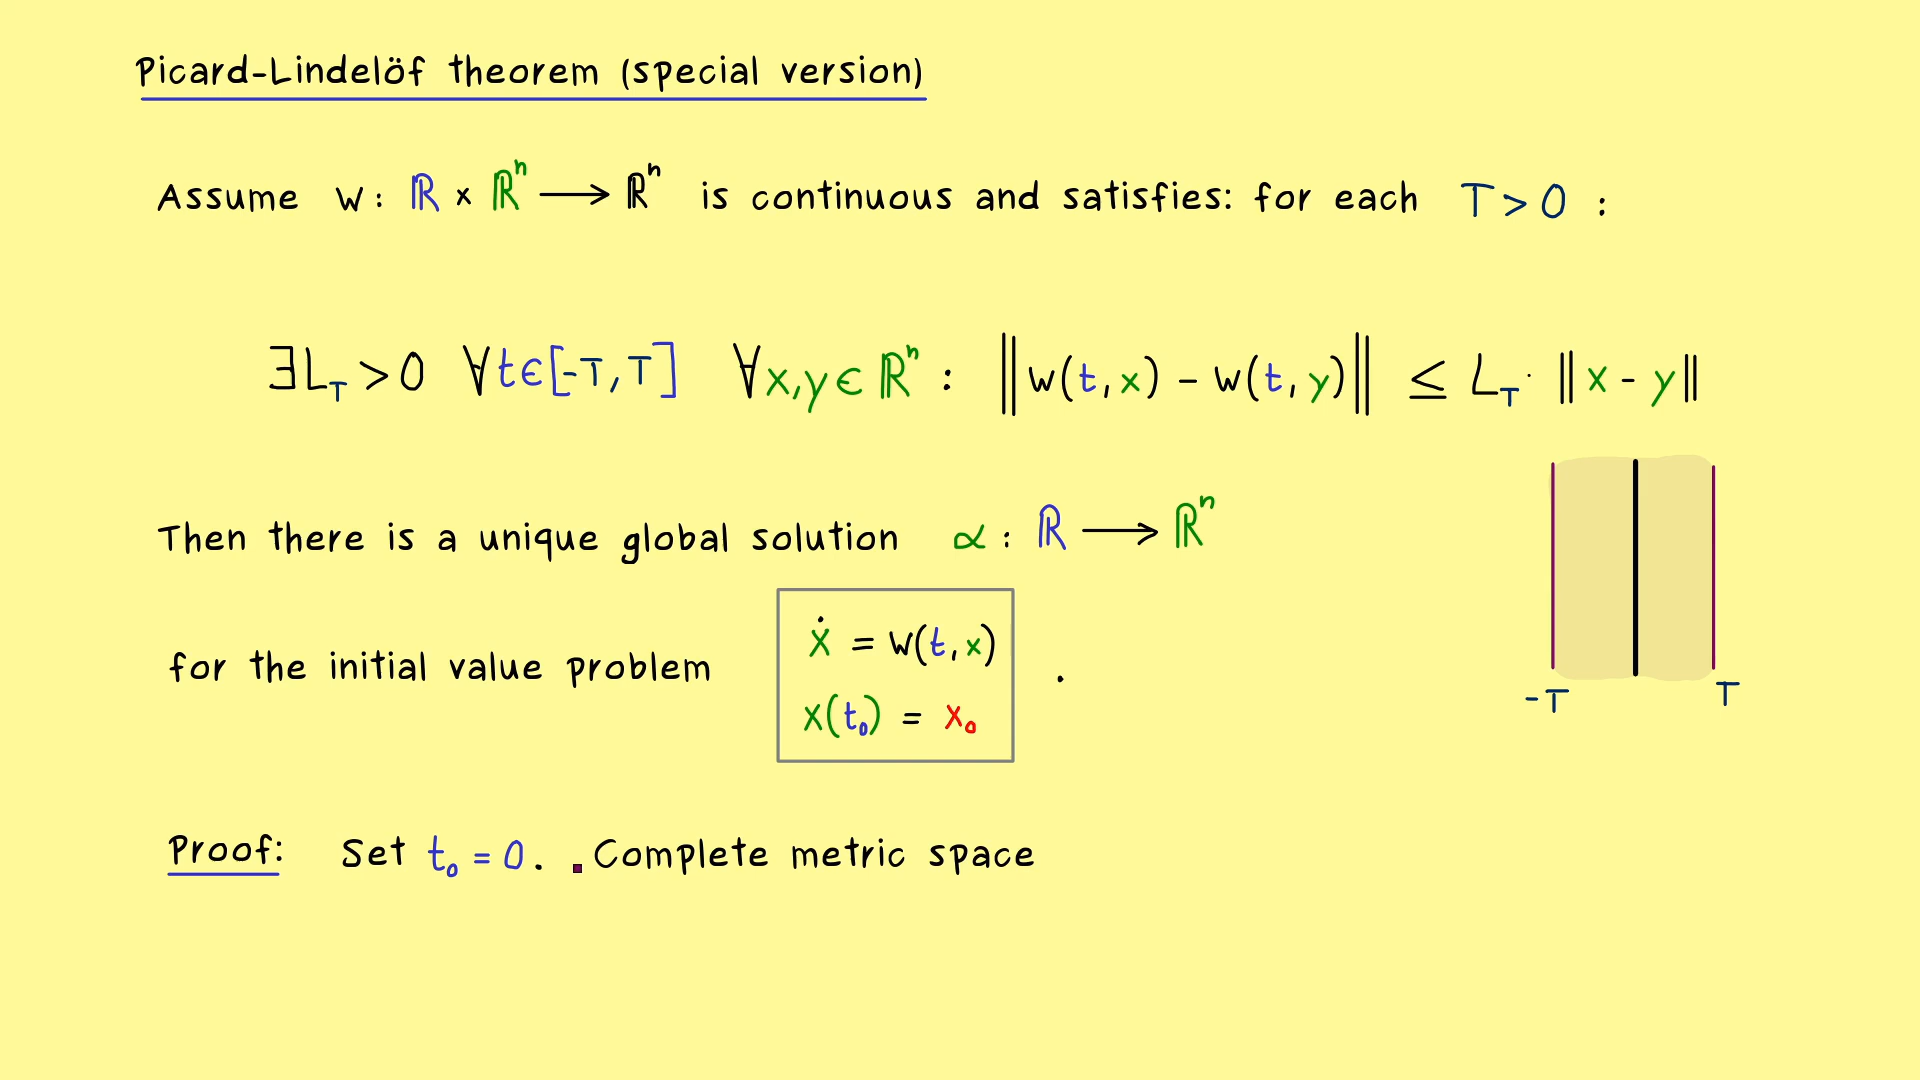 Picard-Lindelöf theorem (special version)
Assume w: ℝ × ℝⁿ ⟶ ℝⁿ is continuous and satisfies: for each T > 0 :
∃L_T > 0 ∀t∈[-T, T] ∀x,y ∈ ℝⁿ : ‖w(t, x) - w(t, y)‖ ≤ L_T · ‖x - y‖
Then there is a unique global solution α : ℝ ⟶ ℝⁿ
for the initial value problem
ẋ = w(t, x)
x(t₀) = x₀ .
-T T
Proof: Set t₀ = 0. Complete metric space